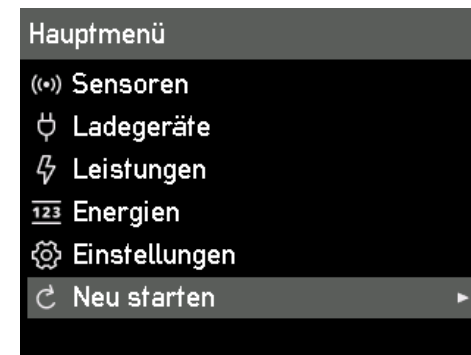 Hauptmenü
Sensoren
Ladegeräte
Leistungen
123 Energien
Einstellungen
Neu starten